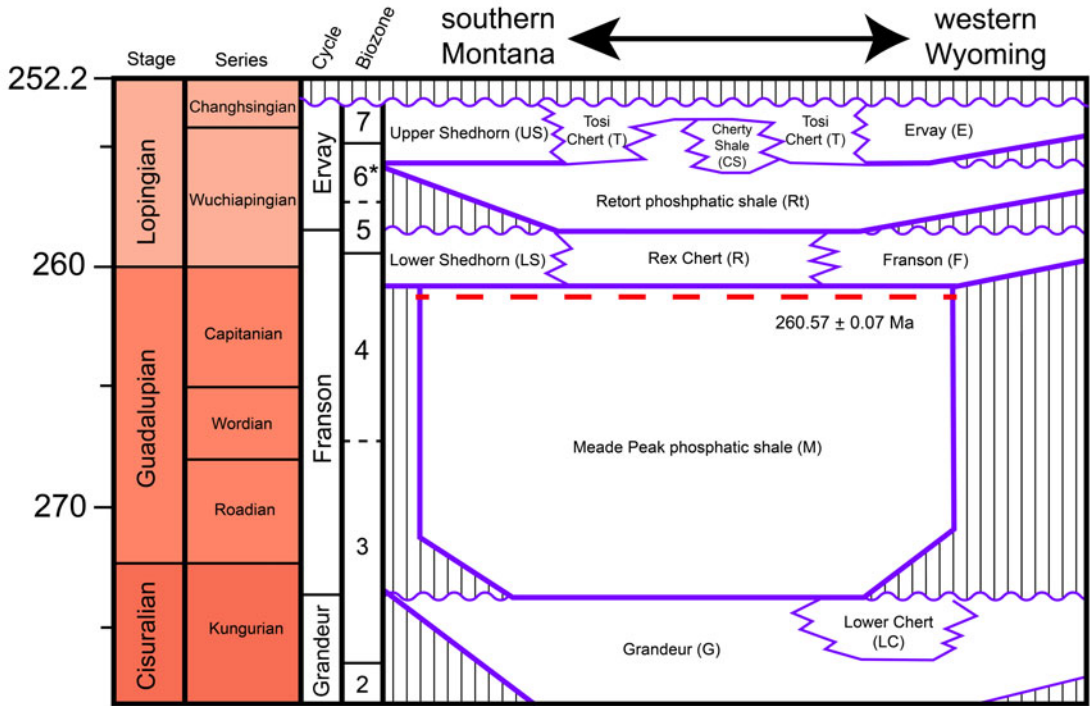 southern
Montana
western
Wyoming
Stage
Series
Cycle
Biozone
252.2
260
270
Lopingian
Guadalupian
Cisuralian
Changhsingian
Wuchiapingian
Capitanian
Wordian
Roadian
Kungurian
Ervay
Franson
Grandeur
7
6*
5
4
3
2
Upper Shedhorn (US)
Tosi
Chert (T)
Cherty
Shale
(CS)
Tosi
Chert (T)
Ervay (E)
Retort phoshphatic shale (Rt)
Lower Shedhorn (LS)
Rex Chert (R)
Franson (F)
260.57 ± 0.07 Ma
Meade Peak phosphatic shale (M)
Lower Chert
(LC)
Grandeur (G)